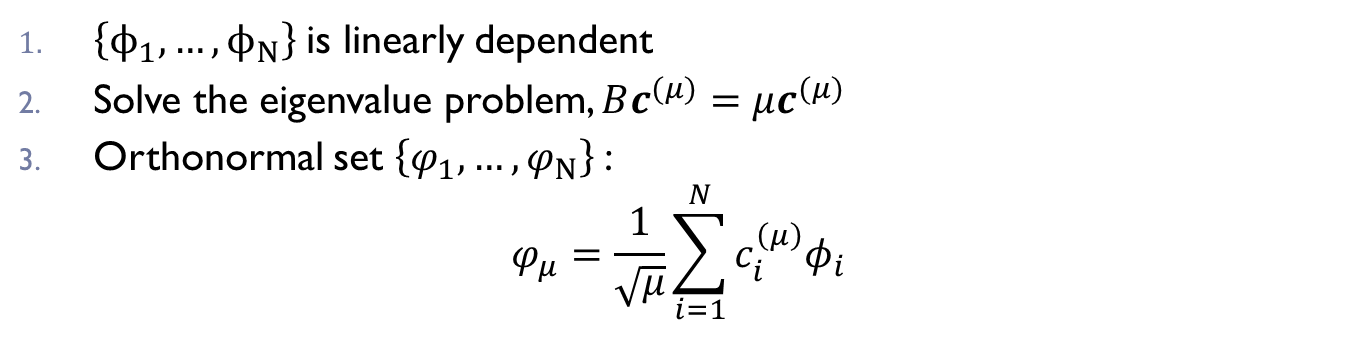 1. {ϕ₁, … , ϕ_N} is linearly dependent
2. Solve the eigenvalue problem, B𝒄^(μ) = μ𝒄^(μ)
3. Orthonormal set {φ₁, … , φ_N} :
φ_μ = 1/√μ ∑_{i=1}^{N} c_i^(μ) ϕ_i